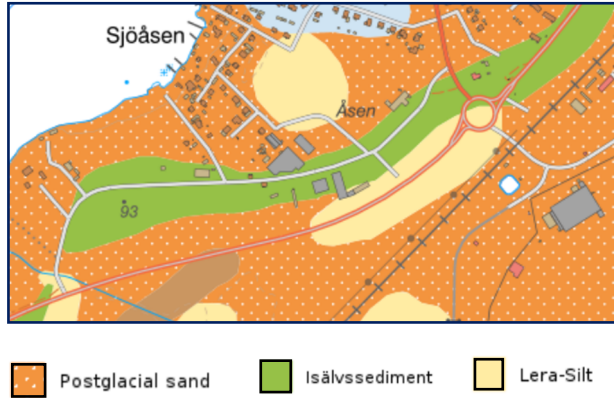 Sjöåsen
Åsen
93
Postglacial sand
Isälvssediment
Lera-Silt